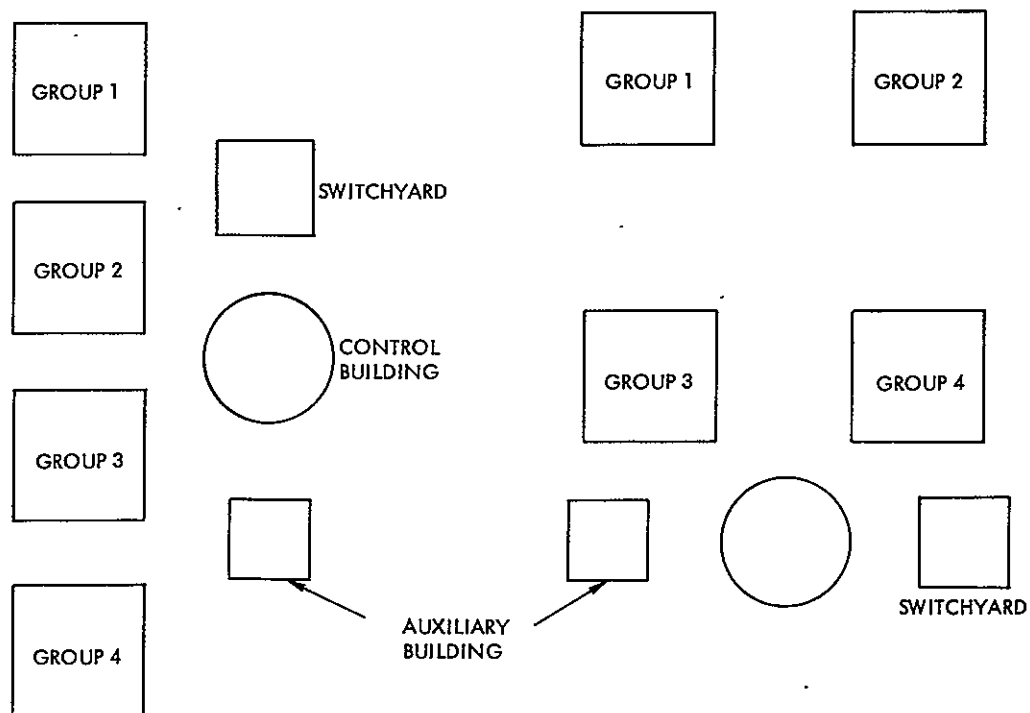 GROUP 1
GROUP 2
GROUP 3
GROUP 4
SWITCHYARD
CONTROL
BUILDING
AUXILIARY
BUILDING
GROUP 1
GROUP 2
GROUP 3
GROUP 4
SWITCHYARD